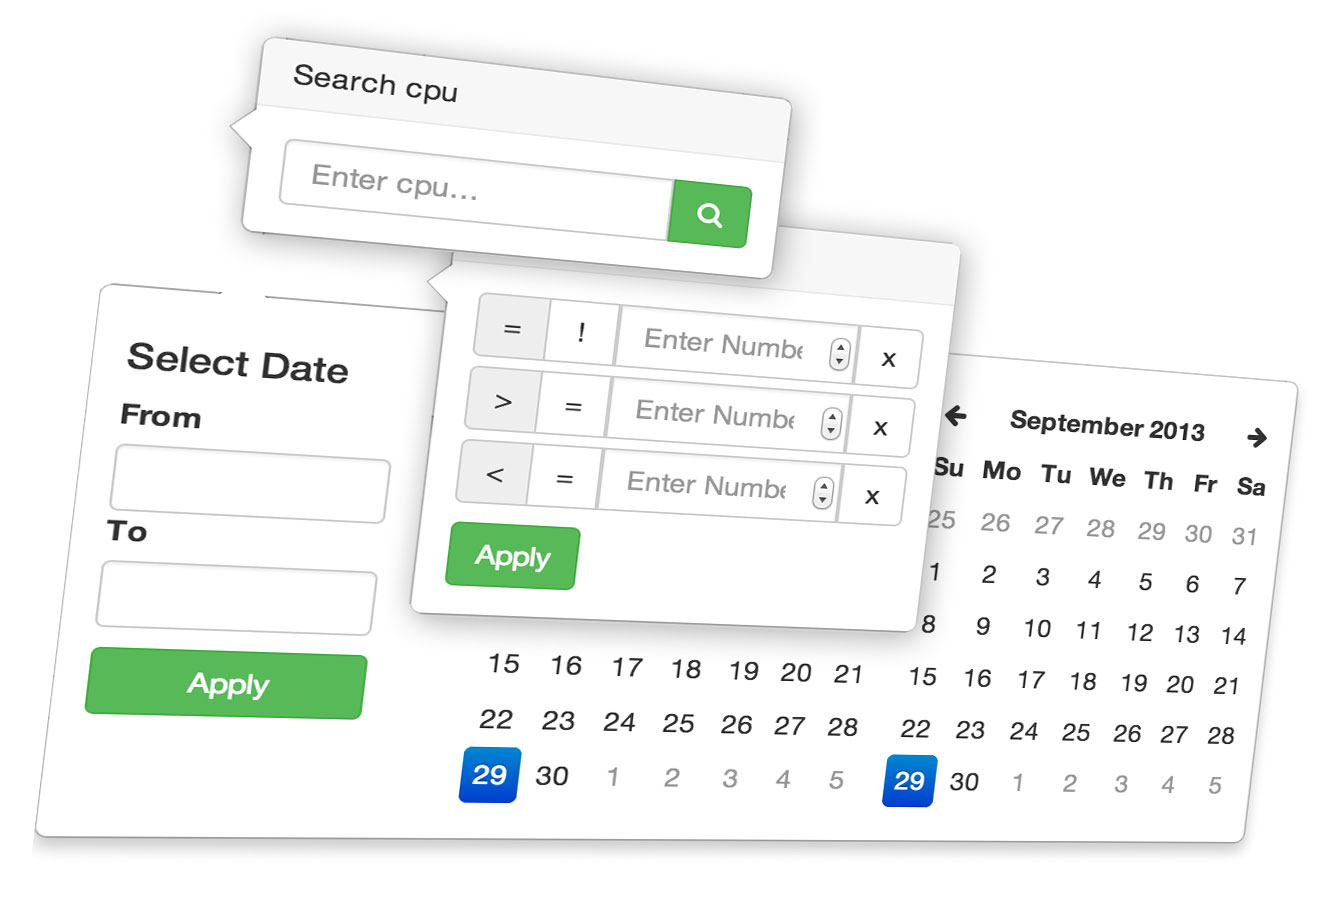 Search cpu
Enter cpu...
= ! Enter Numbe x
> = Enter Numbe x
< = Enter Numbe x
Apply
Select Date
From
To
Apply
15 16 17 18 19 20 21
22 23 24 25 26 27 28
29 30 1 2 3 4 5
September 2013
Su Mo Tu We Th Fr Sa
25 26 27 28 29 30 31
1 2 3 4 5 6 7
8 9 10 11 12 13 14
15 16 17 18 19 20 21
22 23 24 25 26 27 28
29 30 1 2 3 4 5